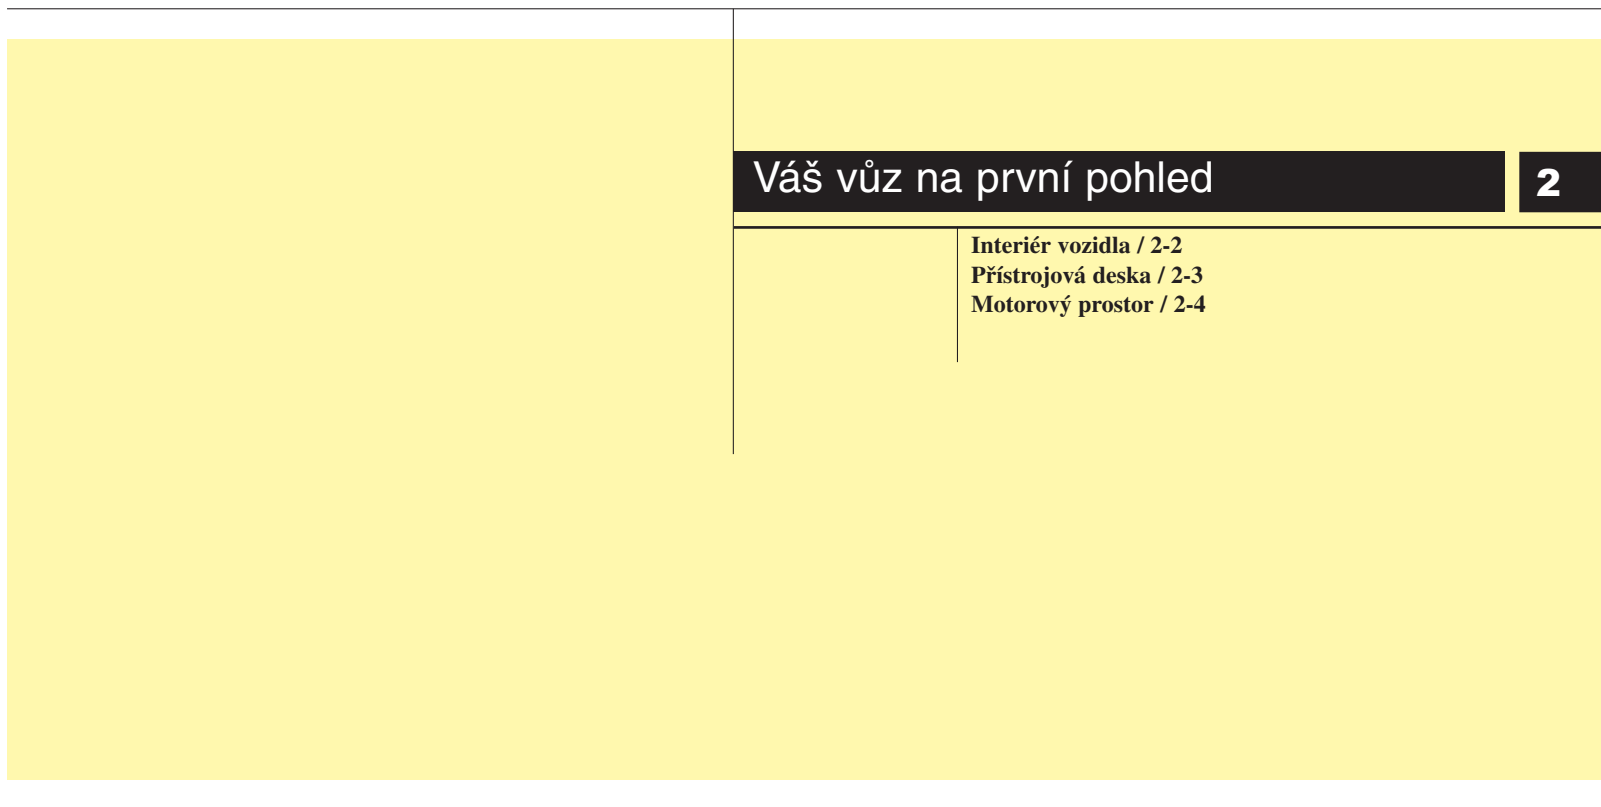 Váš vůz na první pohled
2
Interiér vozidla / 2-2
Přístrojová deska / 2-3
Motorový prostor / 2-4